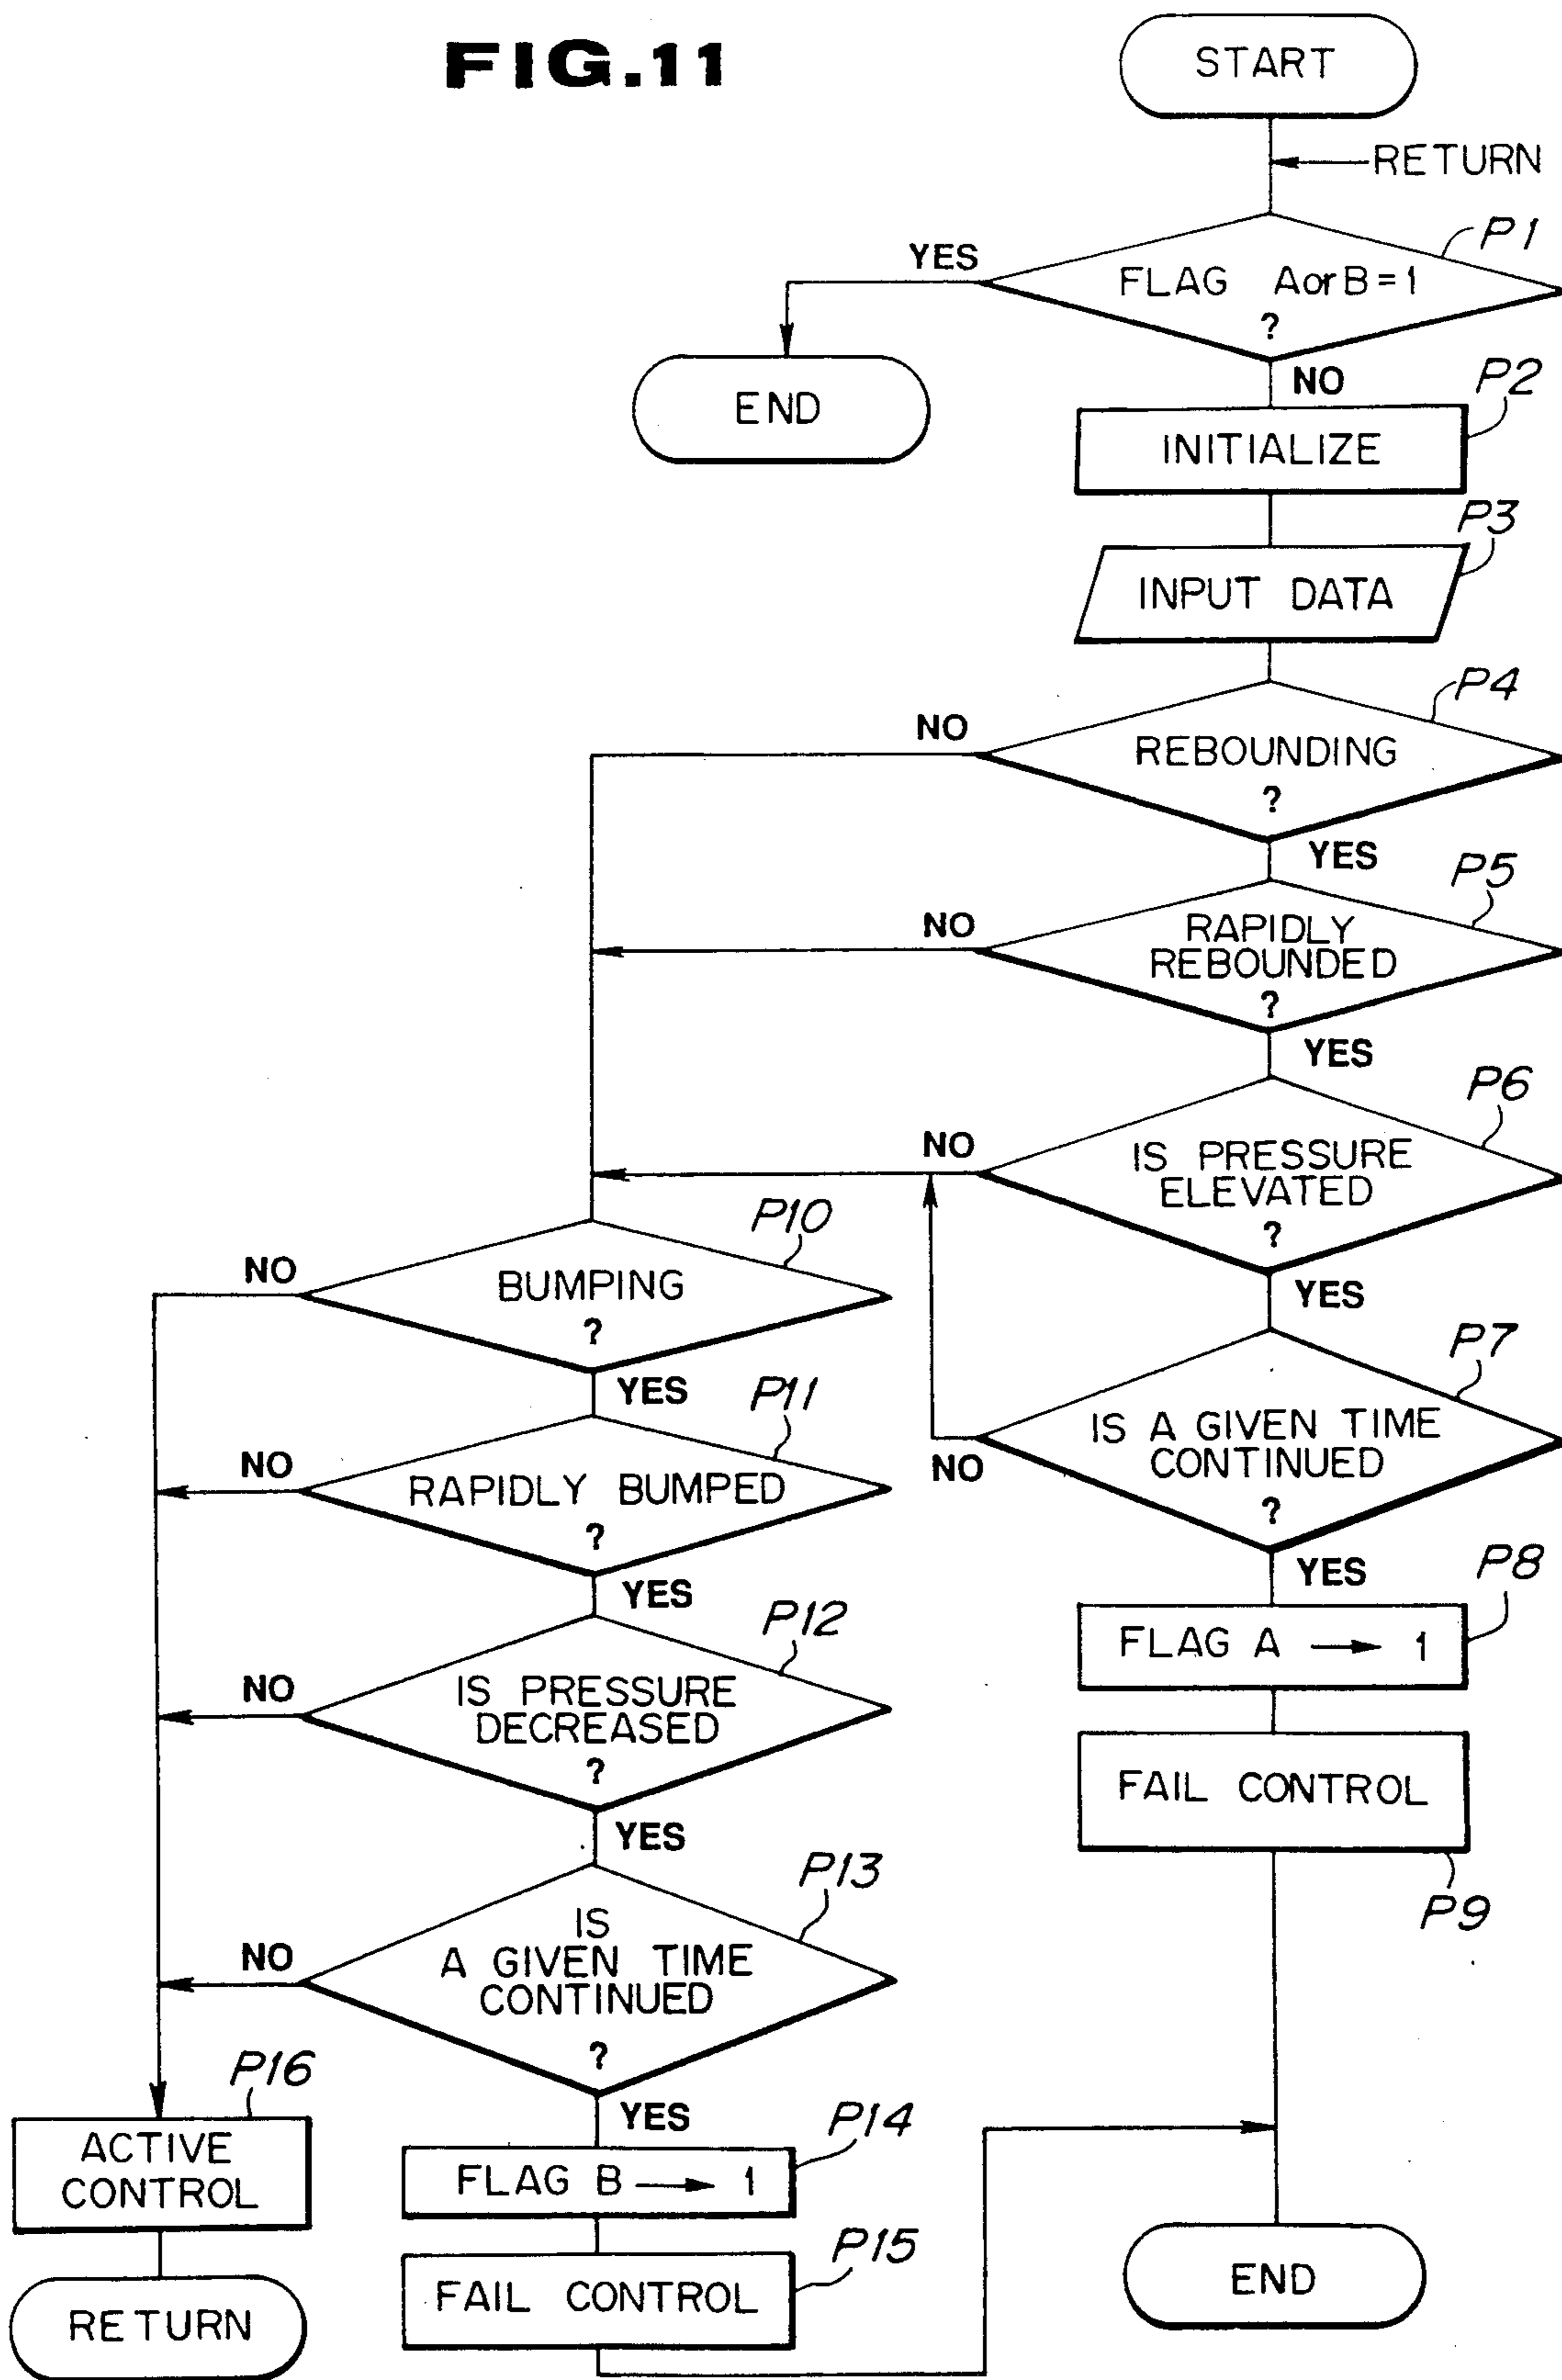 FIG.11
START
RETURN
P1
YES
FLAG A or B = 1
?
NO
END
P2
INITIALIZE
P3
INPUT DATA
P4
NO
REBOUNDING
?
YES
P5
NO
RAPIDLY
REBOUNDED
?
YES
P6
NO
IS PRESSURE
ELEVATED
?
YES
P7
IS A GIVEN TIME
CONTINUED
?
NO
YES
P8
FLAG A → 1
FAIL CONTROL
P9
P10
NO
BUMPING
?
YES
P11
NO
RAPIDLY BUMPED
?
YES
P12
NO
IS PRESSURE
DECREASED
?
YES
P13
NO
IS
A GIVEN TIME
CONTINUED
?
YES
P14
FLAG B → 1
P15
FAIL CONTROL
P16
ACTIVE
CONTROL
RETURN
END